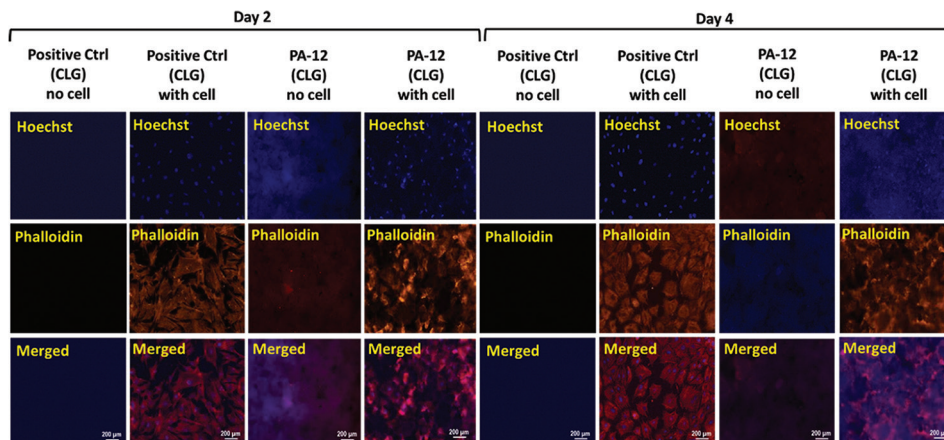 Day 2
Day 4
Positive Ctrl
(CLG)
no cell
Positive Ctrl
(CLG)
with cell
PA-12
(CLG)
no cell
PA-12
(CLG)
with cell
Positive Ctrl
(CLG)
no cell
Positive Ctrl
(CLG)
with cell
PA-12
(CLG)
no cell
PA-12
(CLG)
with cell
Hoechst Hoechst Hoechst Hoechst Hoechst Hoechst Hoechst Hoechst
Phalloidin Phalloidin Phalloidin Phalloidin Phalloidin Phalloidin Phalloidin Phalloidin
Merged Merged Merged Merged Merged Merged Merged Merged
200 µm 200 µm 200 µm 200 µm 200 µm 200 µm 200 µm 200 µm